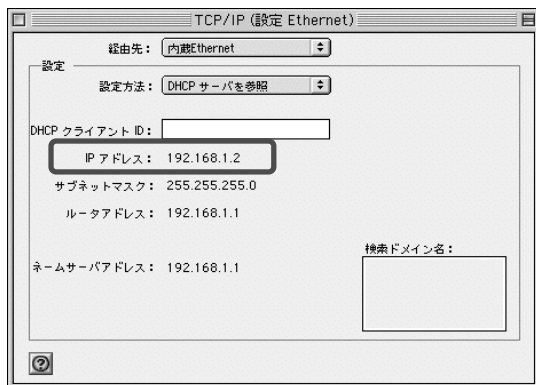 TCP/IP (設定 Ethernet)
経由先： 内蔵Ethernet
設定
設定方法： DHCP サーバを参照
DHCP クライアント ID：
IP アドレス： 192.168.1.2
サブネットマスク： 255.255.255.0
ルータアドレス： 192.168.1.1
検索ドメイン名：
ネームサーバアドレス： 192.168.1.1
?